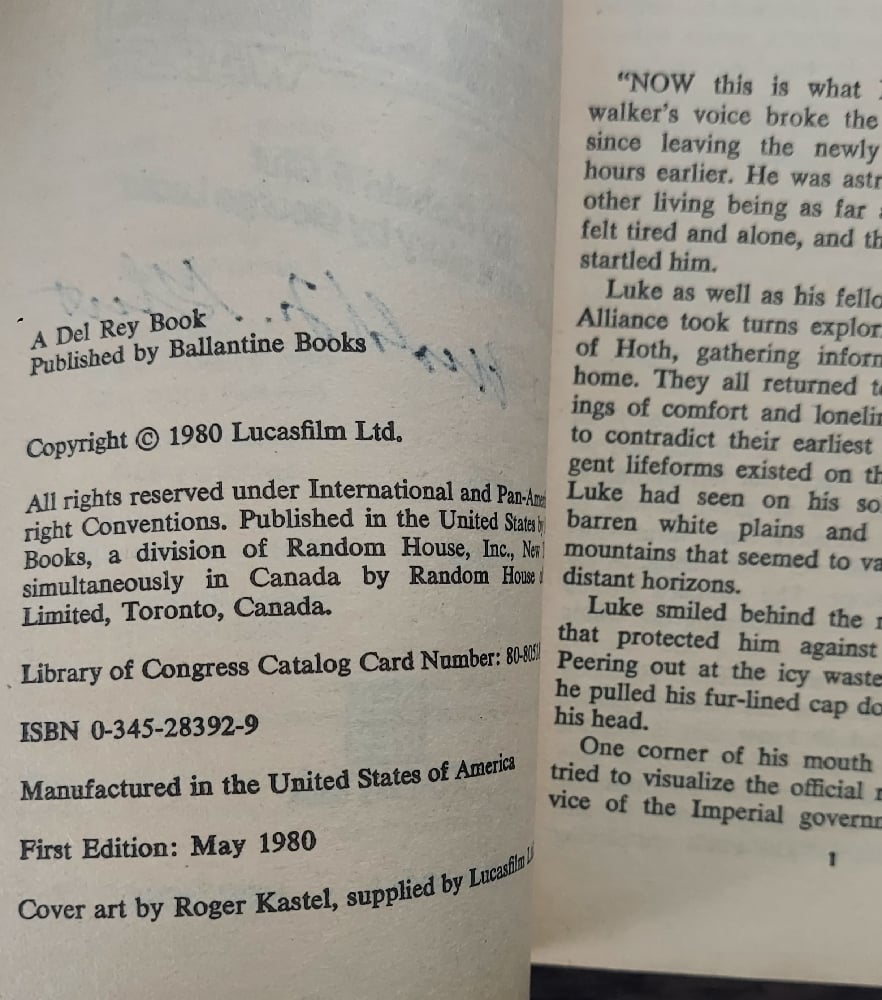 A Del Rey Book
Published by Ballantine Books
Copyright © 1980 Lucasfilm Ltd.
All rights reserved under International and Pan-Amer
right Conventions. Published in the United States by
Books, a division of Random House, Inc., New
simultaneously in Canada by Random House
Limited, Toronto, Canada.
Library of Congress Catalog Card Number:
ISBN 0-345-28392-9
Manufactured in the United States of America
First Edition: May 1980
Cover art by Roger Kastel, supplied by Lucasfilm
“NOW this is what
walker's voice broke the
since leaving the newly
hours earlier. He was astr
other living being as far
felt tired and alone, and th
startled him.
Luke as well as his fello
Alliance took turns explor
of Hoth, gathering inform
home. They all returned t
ings of comfort and loneli
to contradict their earliest
gent lifeforms existed on th
Luke had seen on his so
barren white plains and
mountains that seemed to va
distant horizons.
Luke smiled behind the
that protected him against
Peering out at the icy waste
he pulled his fur-lined cap do
his head.
One corner of his mouth
tried to visualize the official
vice of the Imperial govern
1